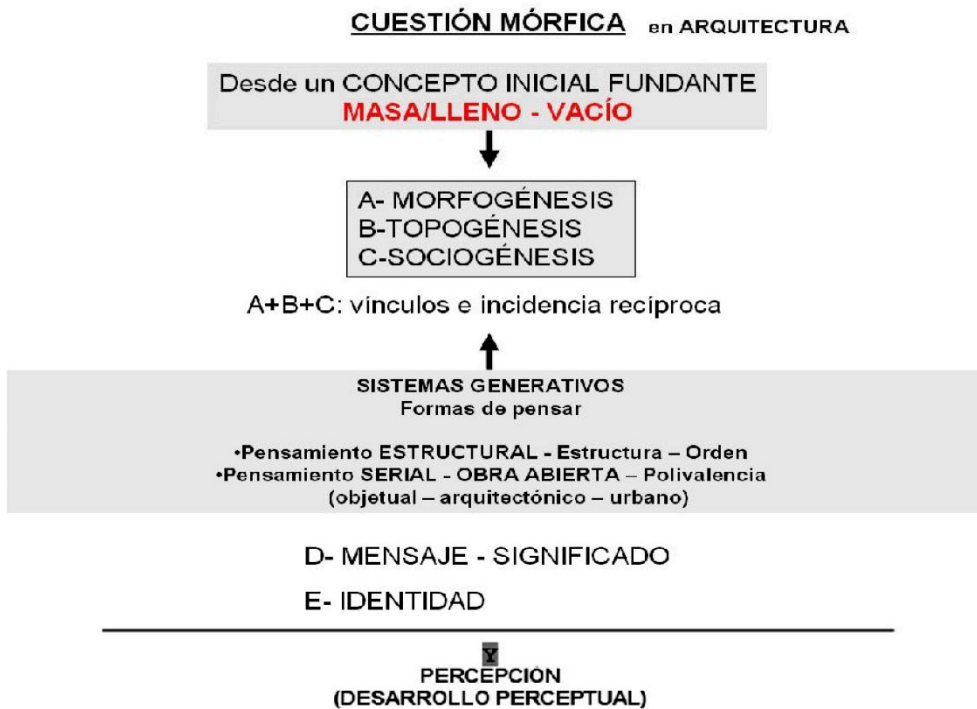 CUESTIÓN MÓRFICA en ARQUITECTURA
Desde un CONCEPTO INICIAL FUNDANTE
MASA/LLENO - VACÍO
A- MORFOGÉNESIS
B-TOPOGÉNESIS
C-SOCIOGÉNESIS
A+B+C: vínculos e incidencia recíproca
SISTEMAS GENERATIVOS
Formas de pensar
•Pensamiento ESTRUCTURAL - Estructura – Orden
•Pensamiento SERIAL - OBRA ABIERTA – Polivalencia
(objetual – arquitectónico – urbano)
D- MENSAJE - SIGNIFICADO
E- IDENTIDAD
Y
PERCEPCIÓN
(DESARROLLO PERCEPTUAL)